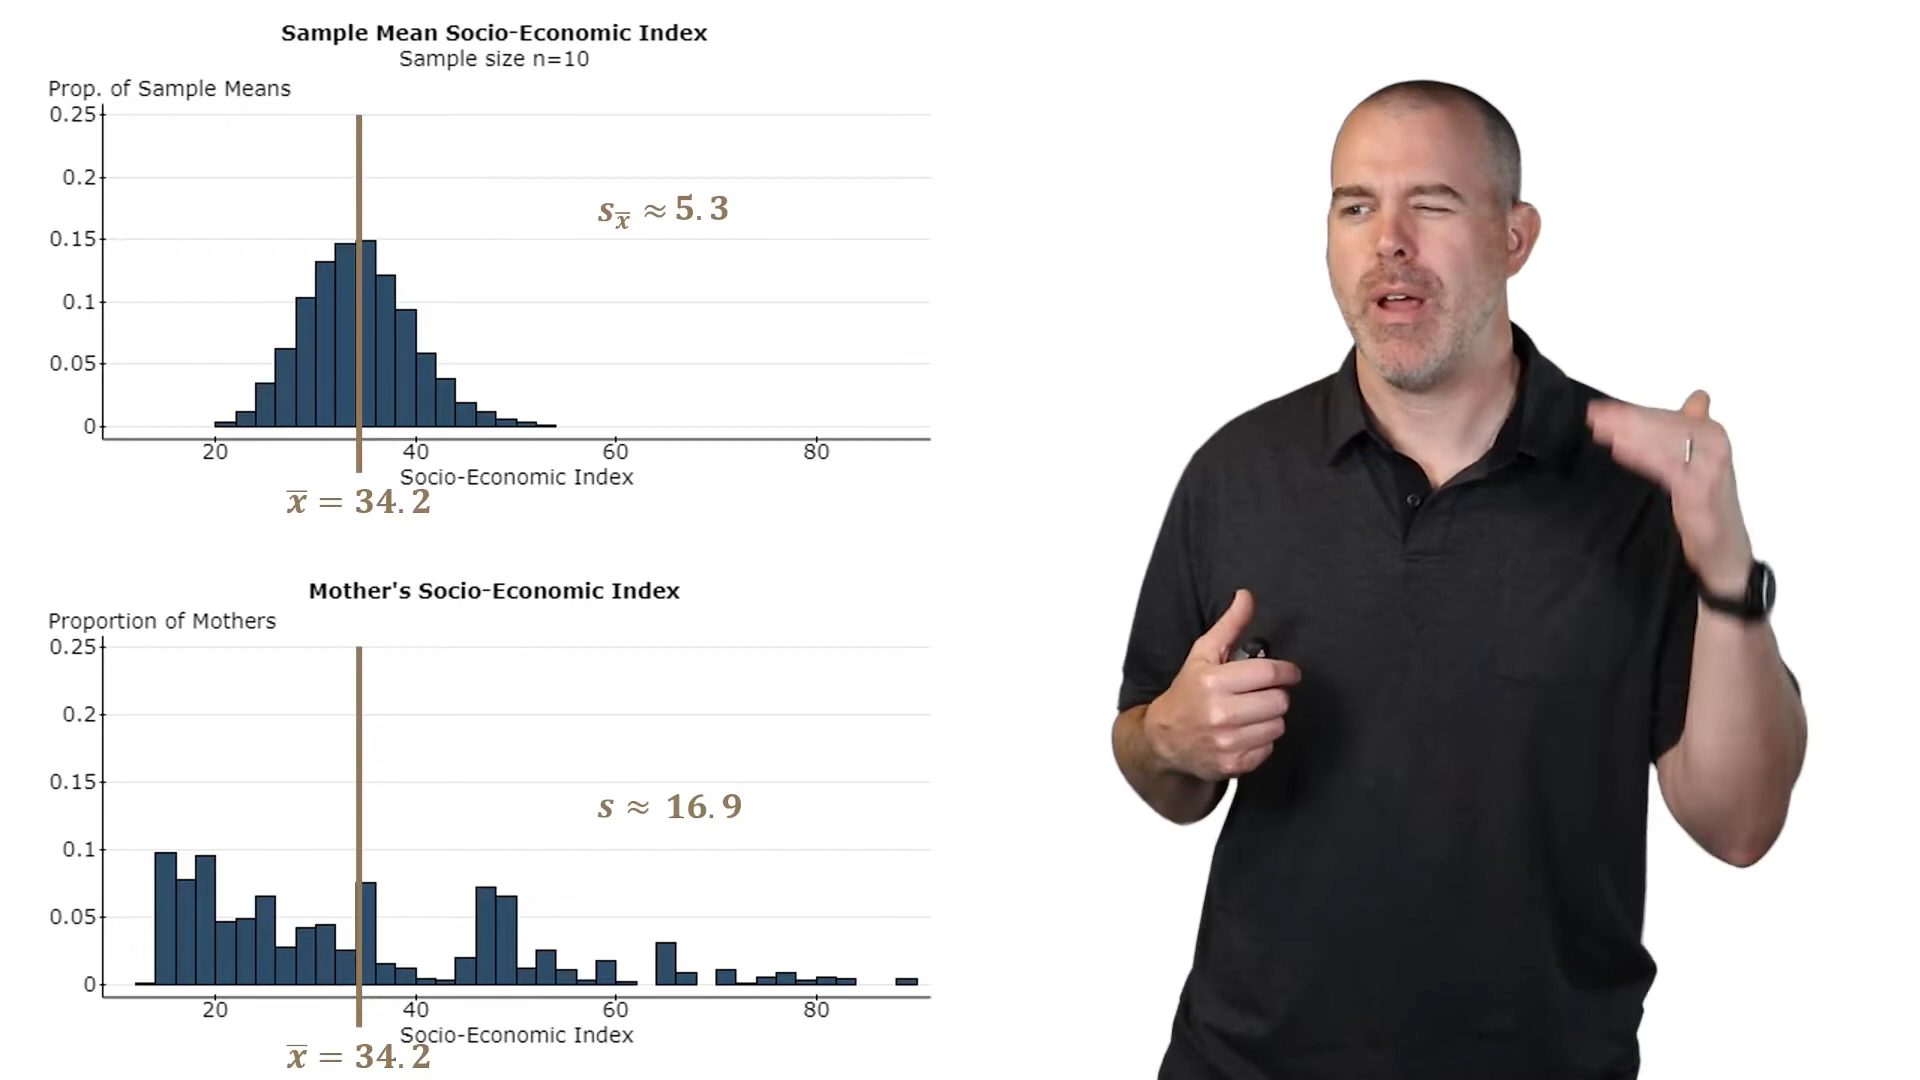 Sample Mean Socio-Economic Index
Sample size n=10
Prop. of Sample Means
0.25
0.2
0.15
0.1
0.05
0
s_x̅ ≈ 5.3
20 40 60 80
Socio-Economic Index
x̅ = 34.2
Mother's Socio-Economic Index
Proportion of Mothers
0.25
0.2
0.15
0.1
0.05
0
s ≈ 16.9
20 40 60 80
Socio-Economic Index
x̅ = 34.2